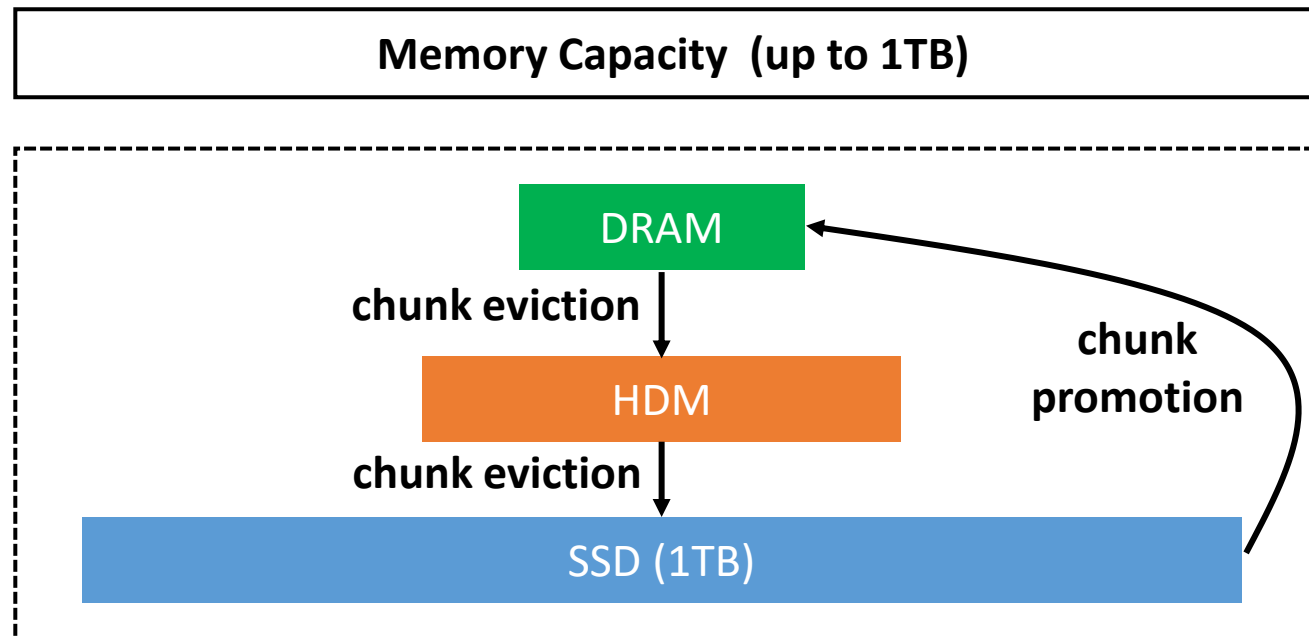 Memory Capacity  (up to 1TB)
DRAM
chunk eviction
chunk
promotion
HDM
chunk eviction
SSD (1TB)